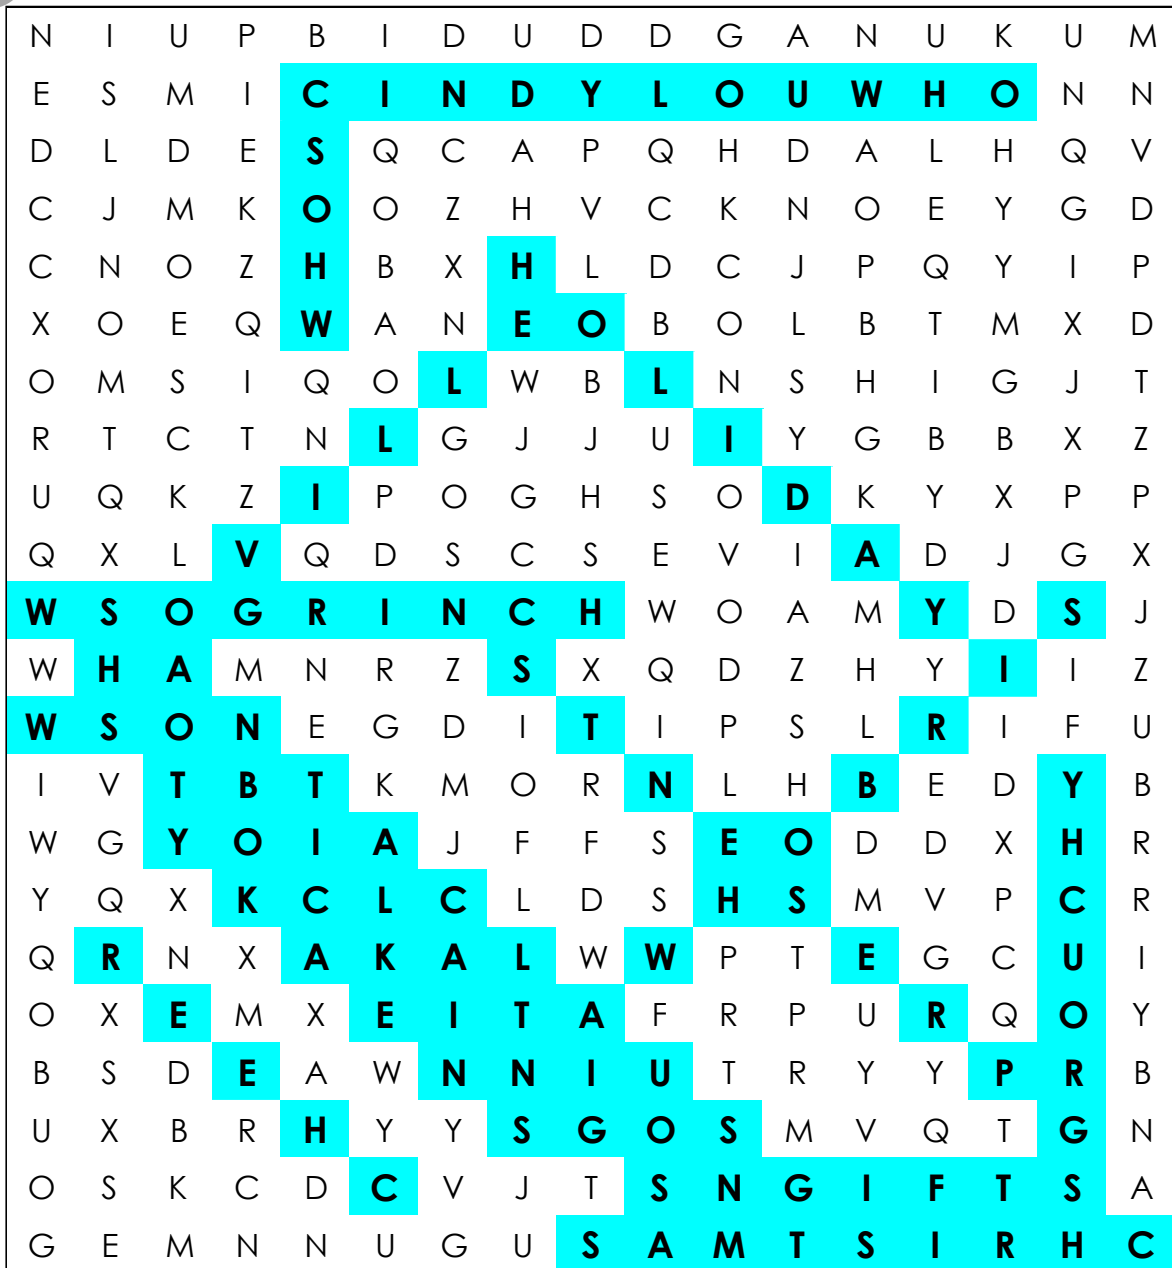 N I U P B I D U D D G A N U K U M
E S M I C I N D Y L O U W H O N N
D L D E S Q C A P Q H D A L H Q V
C J M K O O Z H V C K N O E Y G D
C N O Z H B X H L D C J P Q Y I P
X O E Q W A N E O B O L B T M X D
O M S I Q O L W B L N S H I G J T
R T C T N L G J J U I Y G B B X Z
U Q K Z I P O G H S O D K Y X P P
Q X L V Q D S C S E V I A D J G X
W S O G R I N C H W O A M Y D S J
W H A M N R Z S X Q D Z H Y I I Z
W S O N E G D I T I P S L R I F U
I V T B T K M O R N L H B E D Y B
W G Y O I A J F F S E O D D X H R
Y Q X K C L C L D S H S M V P C R
Q R N X A K A L W W P T E G C U I
O X E M X E I T A F R P U R Q O Y
B S D E A W N N I U T R Y Y P R B
U X B R H Y Y S G O S M V Q T G N
O S K C D C V J T S N G I F T S A
G E M N N U G U S A M T S I R H C